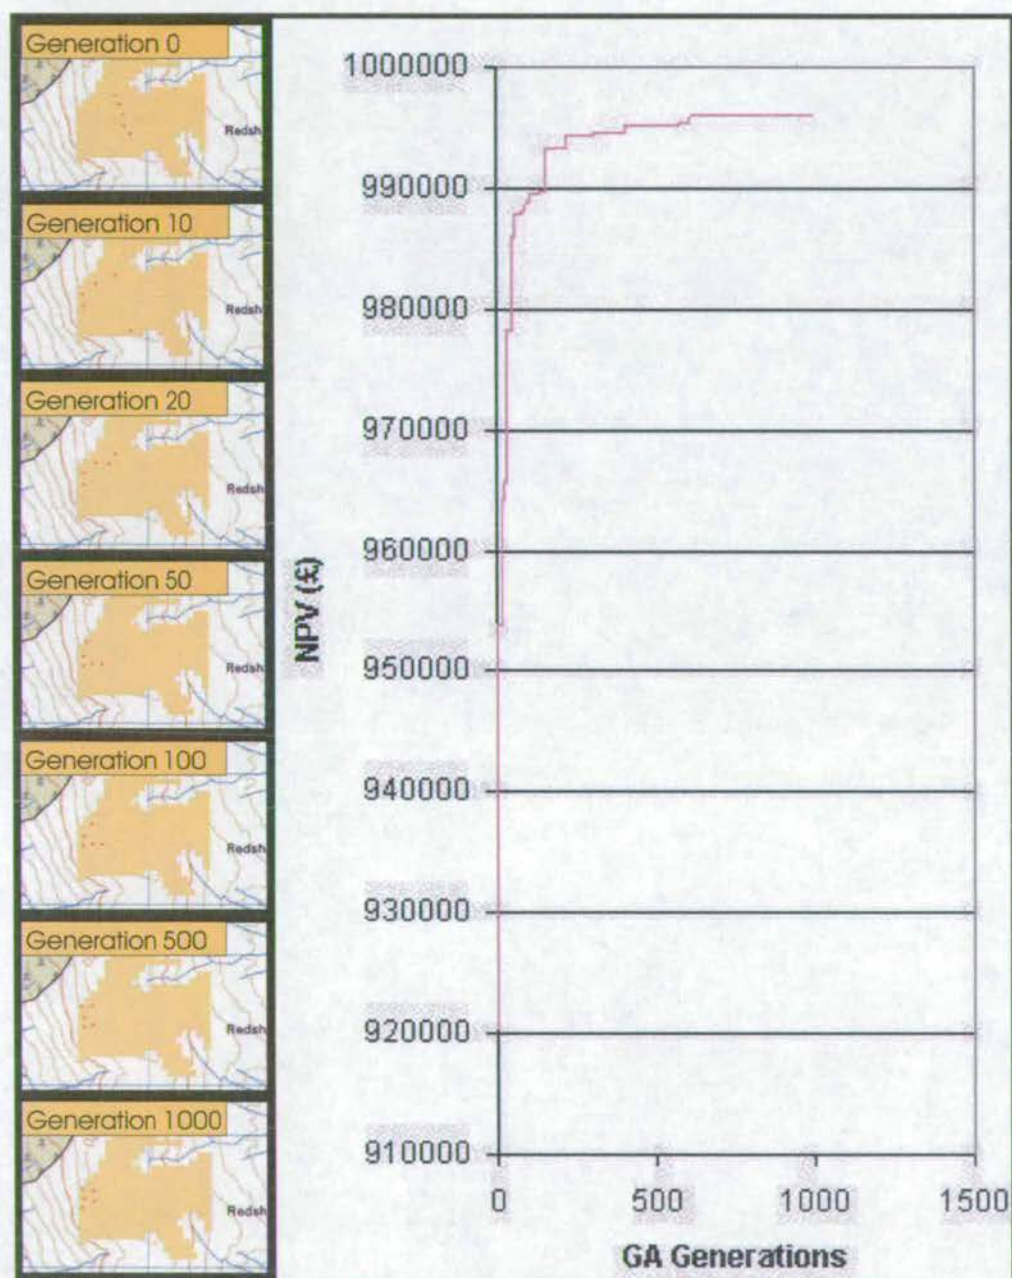 Generation 0
Redsh
Generation 10
Redsh
Generation 20
Redsh
Generation 50
Redsh
Generation 100
Redsh
Generation 500
Redsh
Generation 1000
Redsh
NPV (£)
1000000
990000
980000
970000
960000
950000
940000
930000
920000
910000
0 500 1000 1500
GA Generations